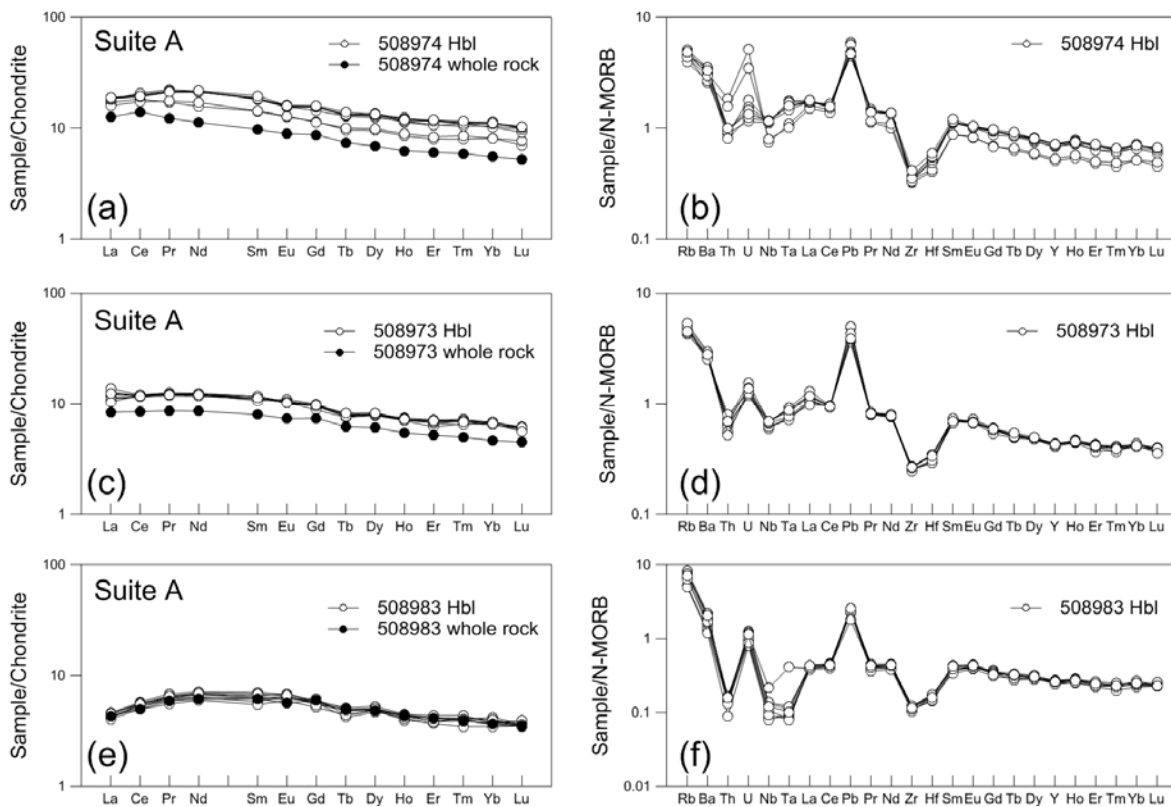 100
10
1
Sample/Chondrite
Suite A
508974 Hbl
508974 whole rock
(a)
La Ce Pr Nd Sm Eu Gd Tb Dy Ho Er Tm Yb Lu
10
1
0.1
Sample/N-MORB
508974 Hbl
(b)
Rb Ba Th U Nb Ta La Ce Pb Pr Nd Zr Hf Sm Eu Gd Tb Dy Y Ho Er Tm Yb Lu
100
10
1
Sample/Chondrite
Suite A
508973 Hbl
508973 whole rock
(c)
La Ce Pr Nd Sm Eu Gd Tb Dy Ho Er Tm Yb Lu
10
1
0.1
Sample/N-MORB
508973 Hbl
(d)
Rb Ba Th U Nb Ta La Ce Pb Pr Nd Zr Hf Sm Eu Gd Tb Dy Y Ho Er Tm Yb Lu
100
10
1
Sample/Chondrite
Suite A
508983 Hbl
508983 whole rock
(e)
La Ce Pr Nd Sm Eu Gd Tb Dy Ho Er Tm Yb Lu
10
1
0.1
0.01
Sample/N-MORB
508983 Hbl
(f)
Rb Ba Th U Nb Ta La Ce Pb Pr Nd Zr Hf Sm Eu Gd Tb Dy Y Ho Er Tm Yb Lu